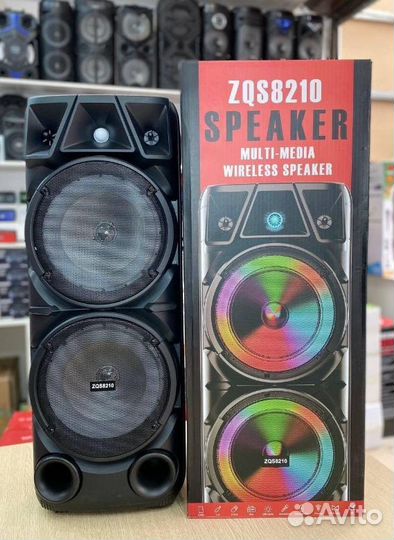 ZQS8210
SPEAKER
MULTI-MEDIA
WIRELESS SPEAKER
ZQS8210
ZQS8210
Avito